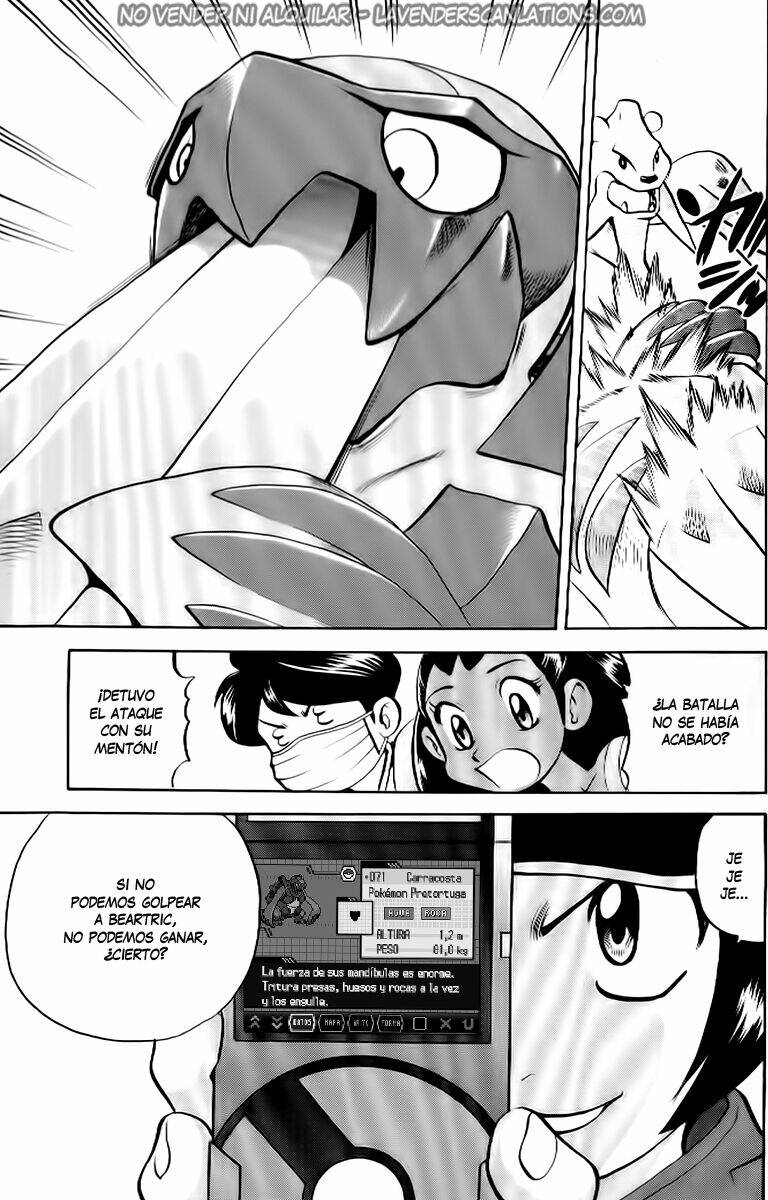 NO VENDER NI ALQUILAR - LAVENDERSCANLATIONS.COM
¿LA BATALLA
NO SE HABÍA
ACABADO?
¡DETUVO
EL ATAQUE
CON SU
MENTÓN!
JE
JE
JE...
SI NO
PODEMOS GOLPEAR
A BEARTRIC,
NO PODEMOS GANAR,
¿CIERTO?
071 Carracosta
Pokémon Pretortuga
AGUA ROCA
ALTURA 1,2 m
PESO 81,0 kg
La fuerza de sus mandíbulas es enorme.
Tritura presas, huesos y rocas a la vez
y los engulle.
DATOS MAPA FORMA